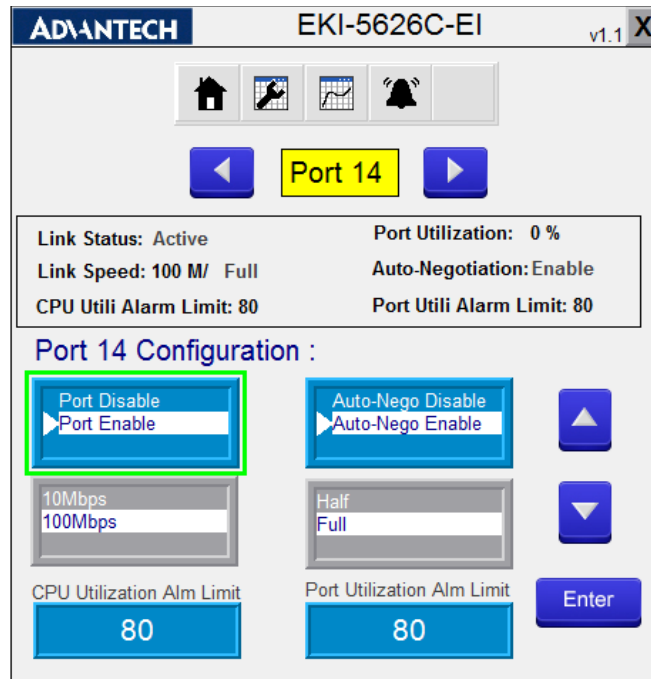 ADVANTECH EKI-5626C-EI v1.1 X
Port 14
Link Status: Active Port Utilization: 0 %
Link Speed: 100 M/ Full Auto-Negotiation: Enable
CPU Utili Alarm Limit: 80 Port Utili Alarm Limit: 80
Port 14 Configuration :
Port Disable
Port Enable
Auto-Nego Disable
Auto-Nego Enable
10Mbps
100Mbps
Half
Full
CPU Utilization Alm Limit
80
Port Utilization Alm Limit
80
Enter